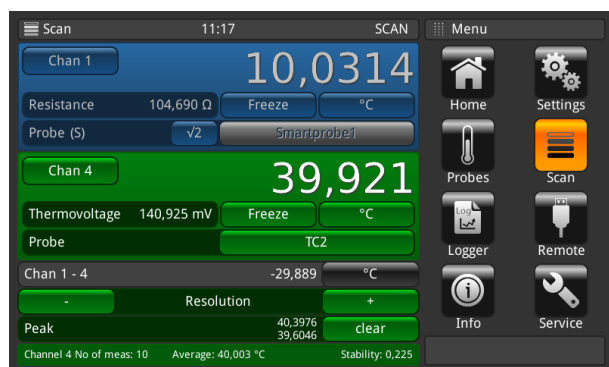 Scan 11:17 SCAN
Chan 1 10,0314
Resistance 104,690 Ω Freeze °C
Probe (S) √2 Smartprobe1
Chan 4 39,921
Thermovoltage 140,925 mV Freeze °C
Probe TC2
Chan 1 - 4 -29,889 °C
- Resolution +
Peak 40,3976 39,6046 clear
Channel 4 No of meas: 10 Average: 40,003 °C Stability: 0,225
Menu
Home Settings
Probes Scan
Log
Logger Remote
Info Service